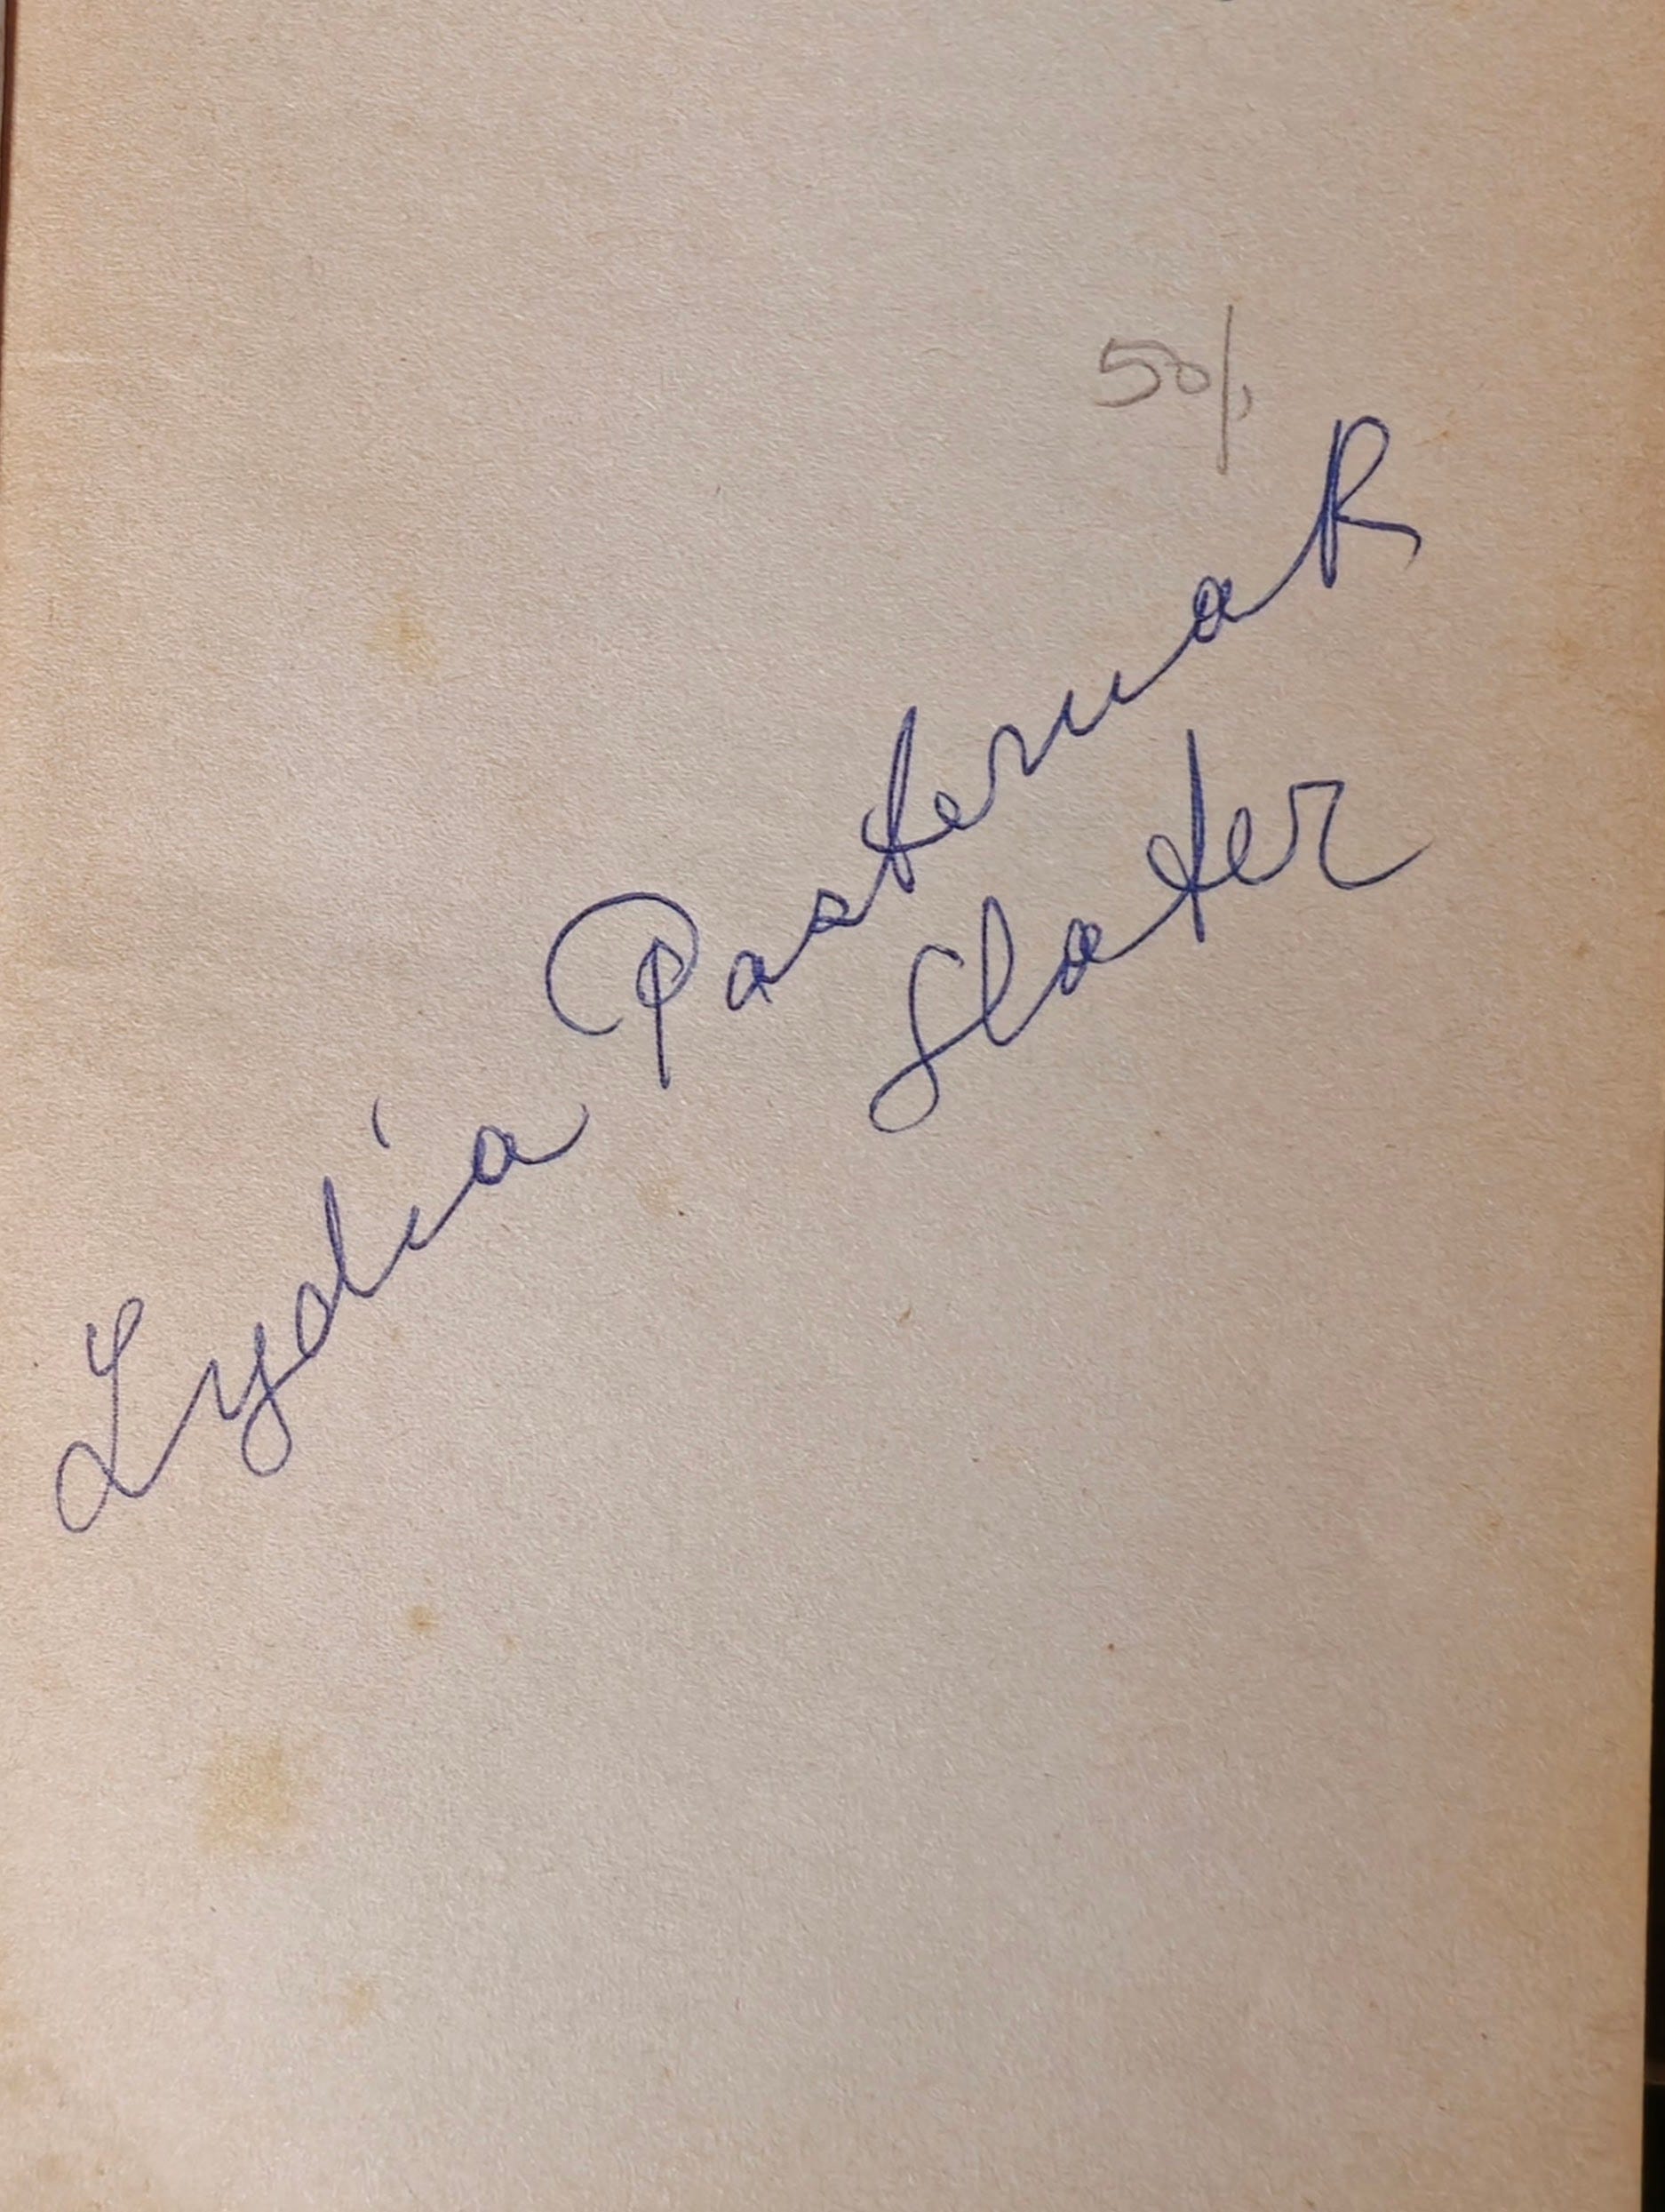 50/,
Lydia Pasternak
Slater